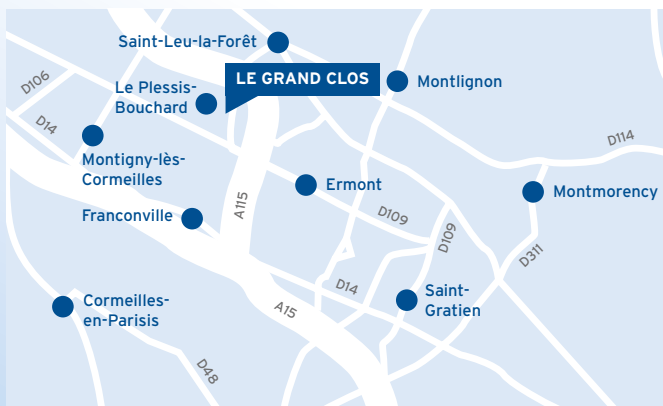 Saint-Leu-la-Forêt
LE GRAND CLOS
D106
Le Plessis-
Bouchard
Montlignon
D14
D114
Montigny-lès-
Cormeilles
Ermont
Montmorency
A115
Franconville
D109
D109
D311
D14
Cormeilles-
en-Parisis
A15
Saint-
Gratien
D48